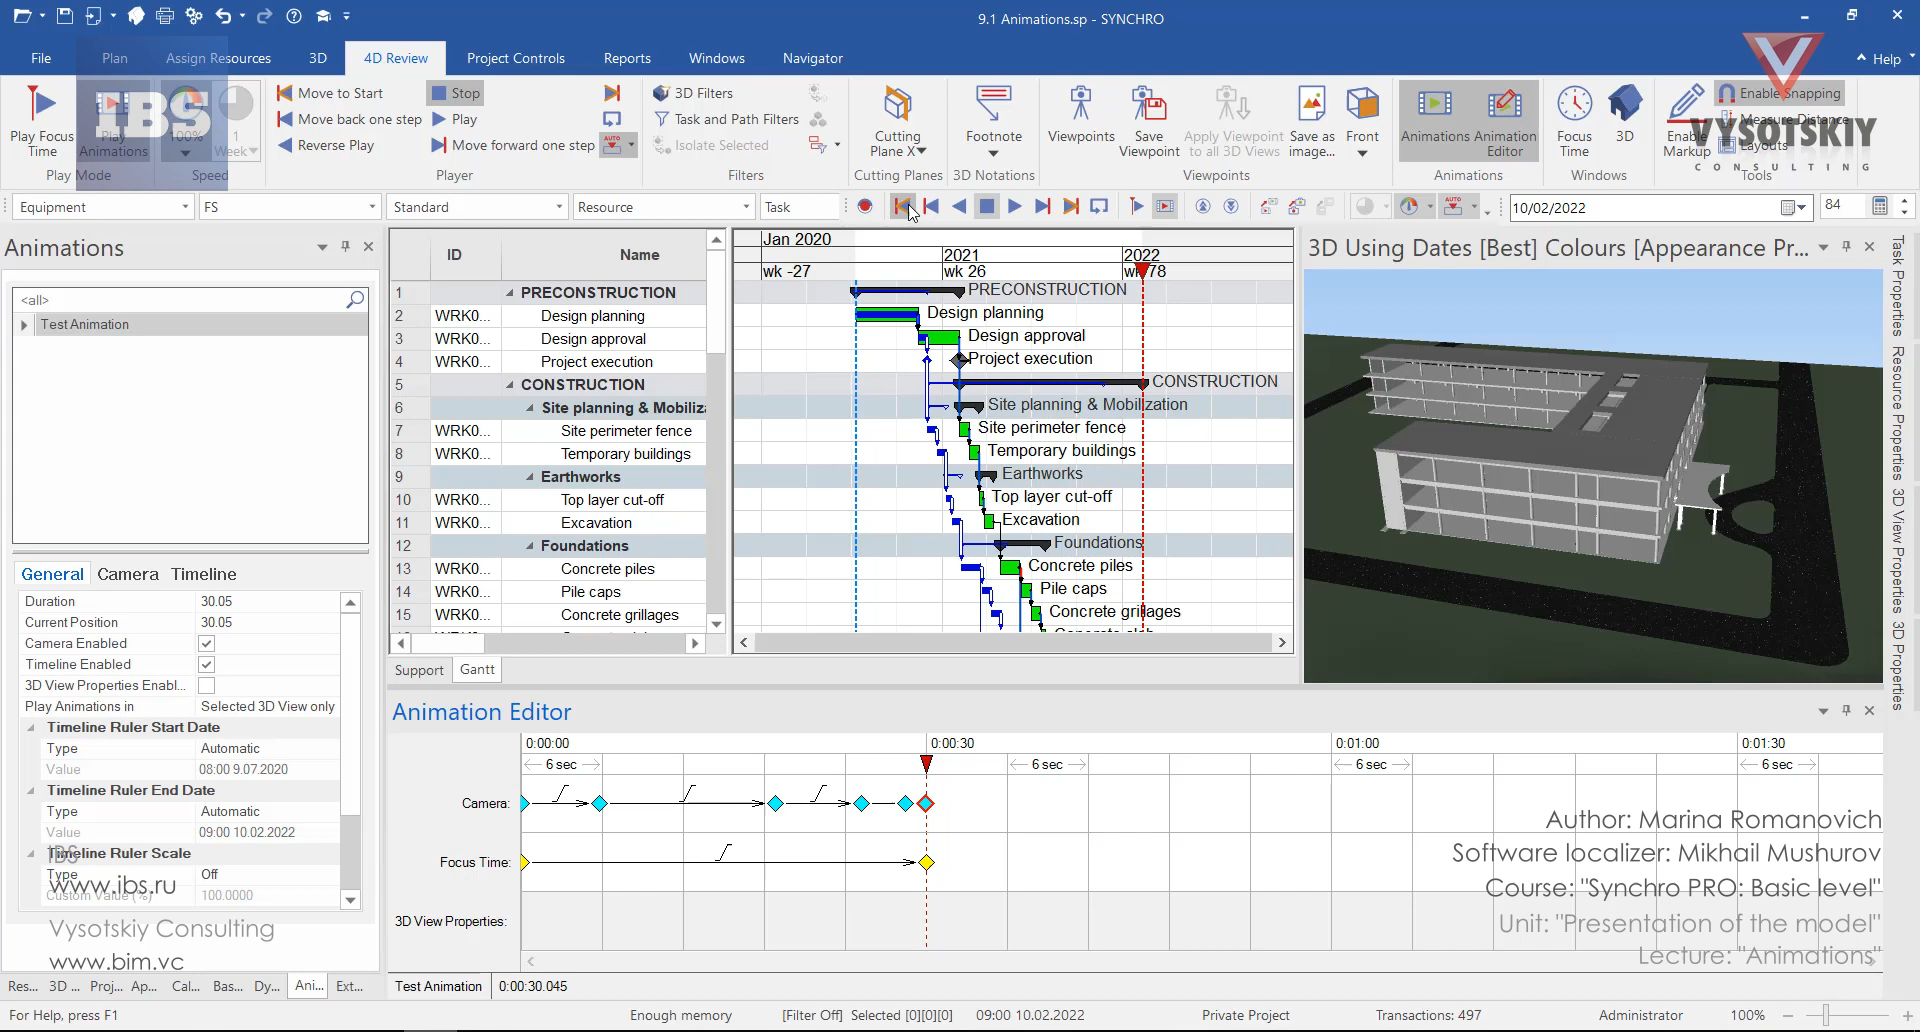 9.1 Animations.sp - SYNCHRO
File Plan Assign Resources 3D 4D Review Project Controls Reports Windows Navigator Help
Play Focus Time
Play Animations
Play Mode
IBS
100%
1 Week
Speed
Move to Start
Move back one step
Reverse Play
Stop
Play
Move forward one step
AUTO
Player
3D Filters
Task and Path Filters
Isolate Selected
Filters
Cutting Plane X
Cutting Planes
Footnote
3D Notations
Viewpoints
Save Viewpoint
Apply Viewpoint to all 3D Views
Save as image...
Front
Viewpoints
Animations
Animation Editor
Animations
Focus Time
3D
Windows
Enable Markup
Enable Snapping
Measure Distance
Layouts
Tools
VYSOTSKIY
CONSULTING
Equipment FS Standard Resource Task AUTO 10/02/2022 84
Animations
<all>
Test Animation
General Camera Timeline
Duration 30.05
Current Position 30.05
Camera Enabled
Timeline Enabled
3D View Properties Enabl...
Play Animations in Selected 3D View only
Timeline Ruler Start Date
Type Automatic
Value 08:00 9.07.2020
Timeline Ruler End Date
Type Automatic
Value 09:00 10.02.2022
Timeline Ruler Scale
Type Off
Custom Value (%) 100.0000
IBS
www.ibs.ru
Vysotskiy Consulting
www.bim.vc
Res... 3D ... Proj... Ap... Cal... Bas... Dy... Ani... Ext...
ID Name
1 PRECONSTRUCTION
2 WRK0... Design planning
3 WRK0... Design approval
4 WRK0... Project execution
5 CONSTRUCTION
6 Site planning & Mobiliza
7 WRK0... Site perimeter fence
8 WRK0... Temporary buildings
9 Earthworks
10 WRK0... Top layer cut-off
11 WRK0... Excavation
12 Foundations
13 WRK0... Concrete piles
14 WRK0... Pile caps
15 WRK0... Concrete grillages
Support Gantt
Jan 2020
2021 2022
wk -27 wk 26 wk 78
PRECONSTRUCTION
Design planning
Design approval
Project execution
CONSTRUCTION
Site planning & Mobilization
Site perimeter fence
Temporary buildings
Earthworks
Top layer cut-off
Excavation
Foundations
Concrete piles
Pile caps
Concrete grillages
3D Using Dates [Best] Colours [Appearance Pr...
Task Properties
Resource Properties
3D View Properties
3D Properties
Animation Editor
0:00:00 0:00:30 0:01:00 0:01:30
6 sec 6 sec 6 sec 6 sec
Camera:
Focus Time:
3D View Properties:
Author: Marina Romanovich
Software localizer: Mikhail Mushurov
Course: "Synchro PRO: Basic level"
Unit: "Presentation of the model"
Lecture: "Animations"
Test Animation 0:00:30.045
For Help, press F1 Enough memory [Filter Off] Selected [0][0][0] 09:00 10.02.2022 Private Project Transactions: 497 Administrator 100%